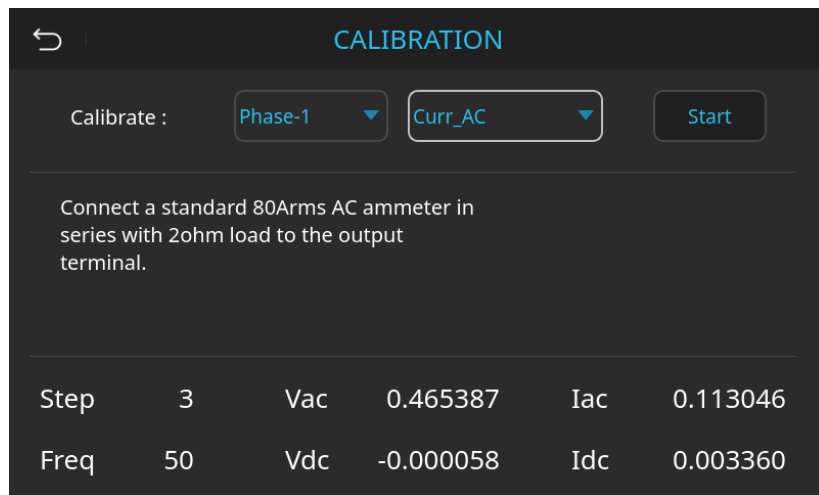 CALIBRATION
Calibrate : Phase-1 Curr_AC Start
Connect a standard 80Arms AC ammeter in
series with 2ohm load to the output
terminal.
Step 3 Vac 0.465387 Iac 0.113046
Freq 50 Vdc -0.000058 Idc 0.003360